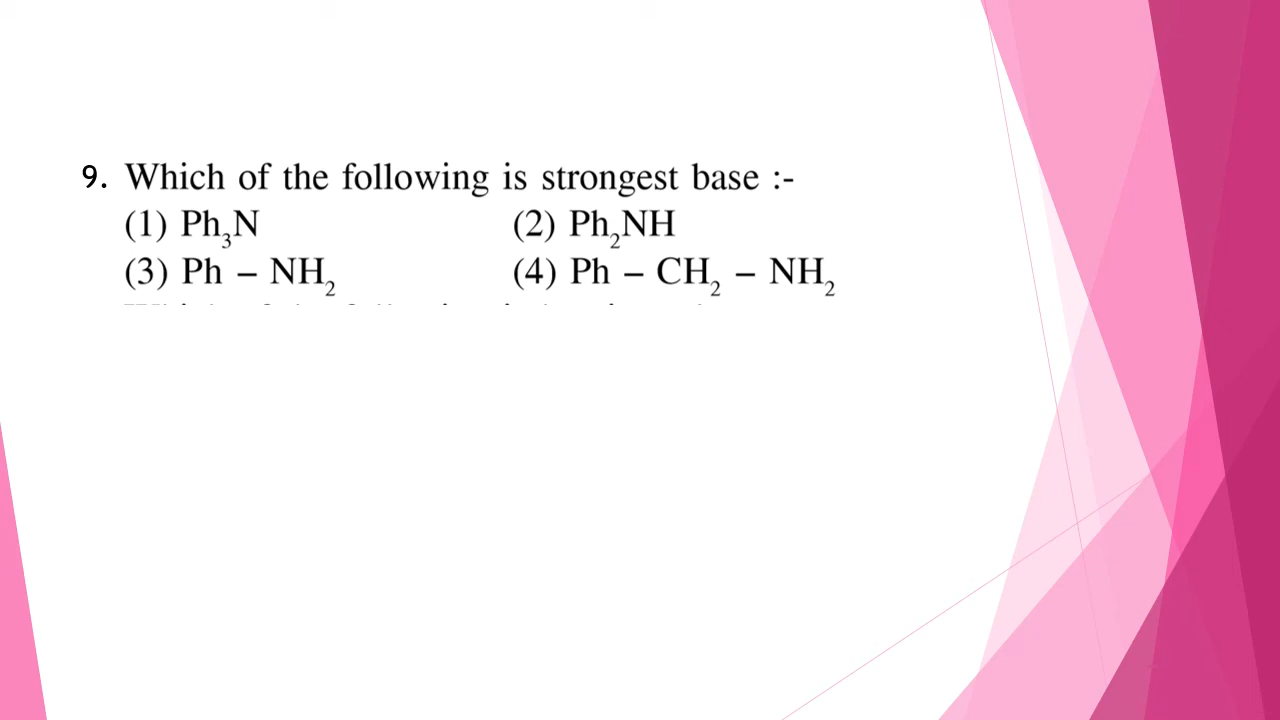 9. Which of the following is strongest base :-
(1) Ph₃N (2) Ph₂NH
(3) Ph – NH₂ (4) Ph – CH₂ – NH₂